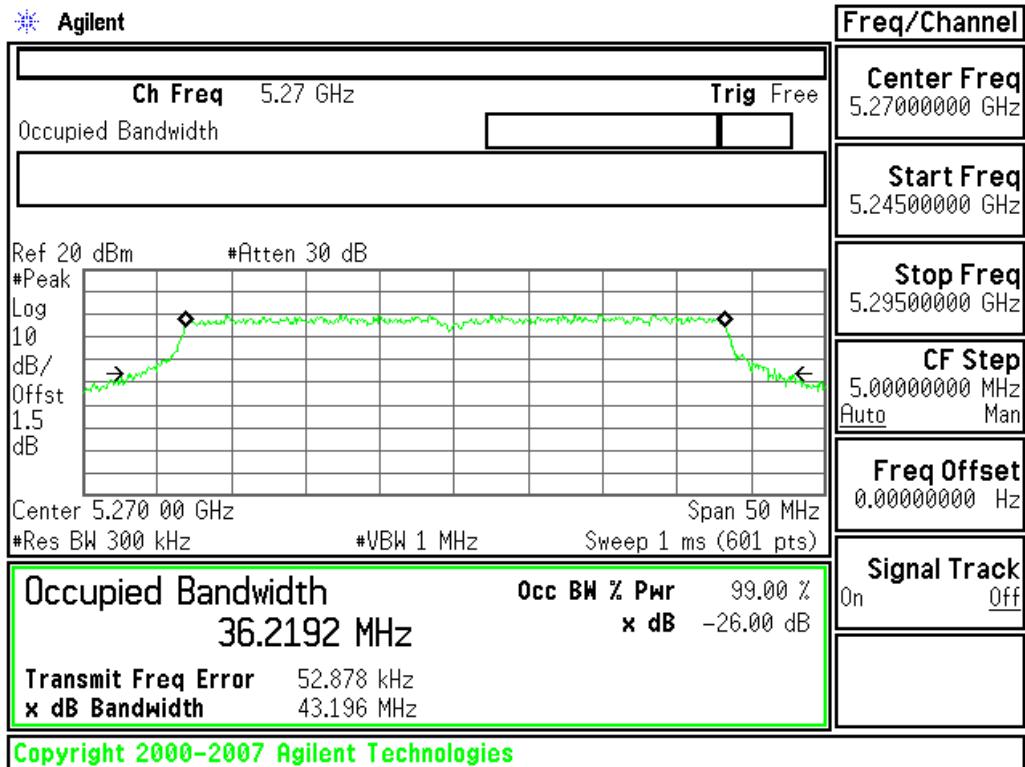 Agilent
Freq/Channel
Ch Freq 5.27 GHz Trig Free
Occupied Bandwidth
Center Freq
5.27000000 GHz
Start Freq
5.24500000 GHz
Stop Freq
5.29500000 GHz
CF Step
5.00000000 MHz
Auto Man
Freq Offset
0.00000000 Hz
Signal Track
On Off
Ref 20 dBm #Atten 30 dB
#Peak
Log
10
dB/
Offst
1.5
dB
Center 5.270 00 GHz Span 50 MHz
#Res BW 300 kHz #VBW 1 MHz Sweep 1 ms (601 pts)
Occupied Bandwidth Occ BW % Pwr 99.00 %
36.2192 MHz x dB -26.00 dB
Transmit Freq Error 52.878 kHz
x dB Bandwidth 43.196 MHz
Copyright 2000-2007 Agilent Technologies